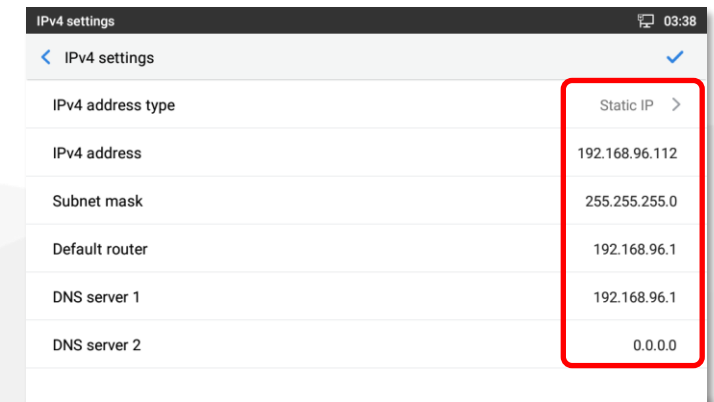 IPv4 settings 03:38
IPv4 settings
IPv4 address type Static IP
IPv4 address 192.168.96.112
Subnet mask 255.255.255.0
Default router 192.168.96.1
DNS server 1 192.168.96.1
DNS server 2 0.0.0.0